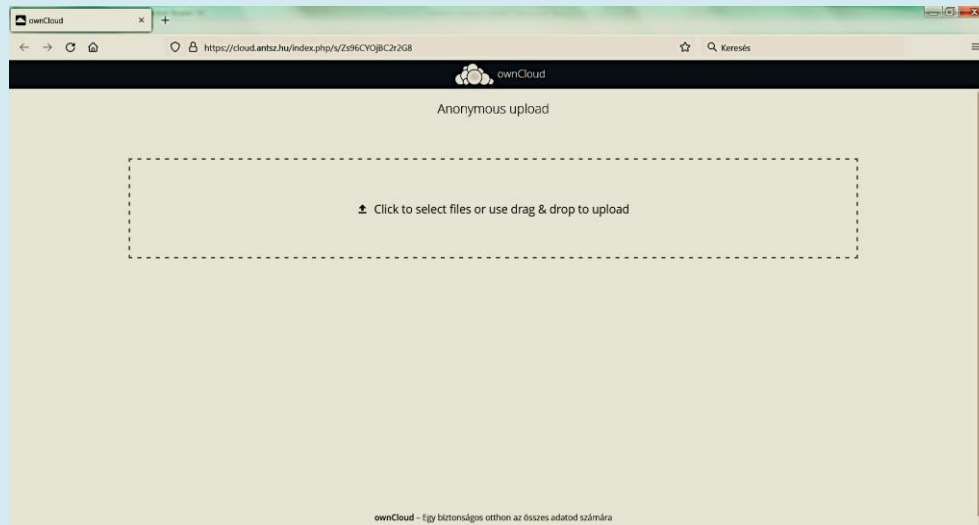 ownCloud
https://cloud.antsz.hu/index.php/s/Zs96CYOjBC2r2G8
Keresés
ownCloud
Anonymous upload
Click to select files or use drag & drop to upload
ownCloud – Egy biztonságos otthon az összes adatod számára